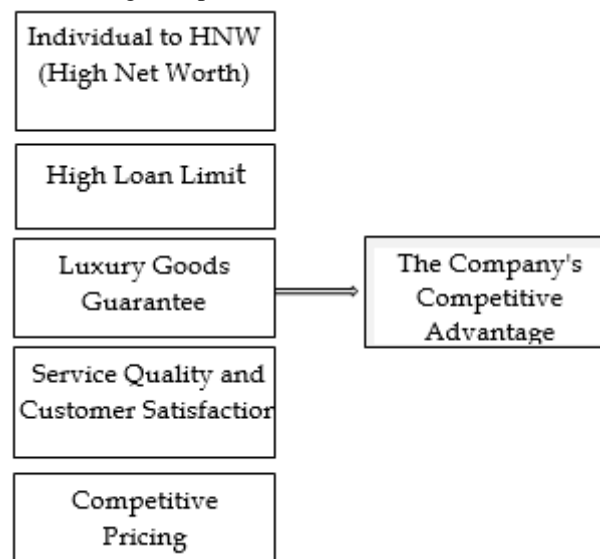 Individual to HNW
(High Net Worth)
High Loan Limit
Luxury Goods
Guarantee
Service Quality and
Customer Satisfaction
Competitive
Pricing
The Company's
Competitive
Advantage